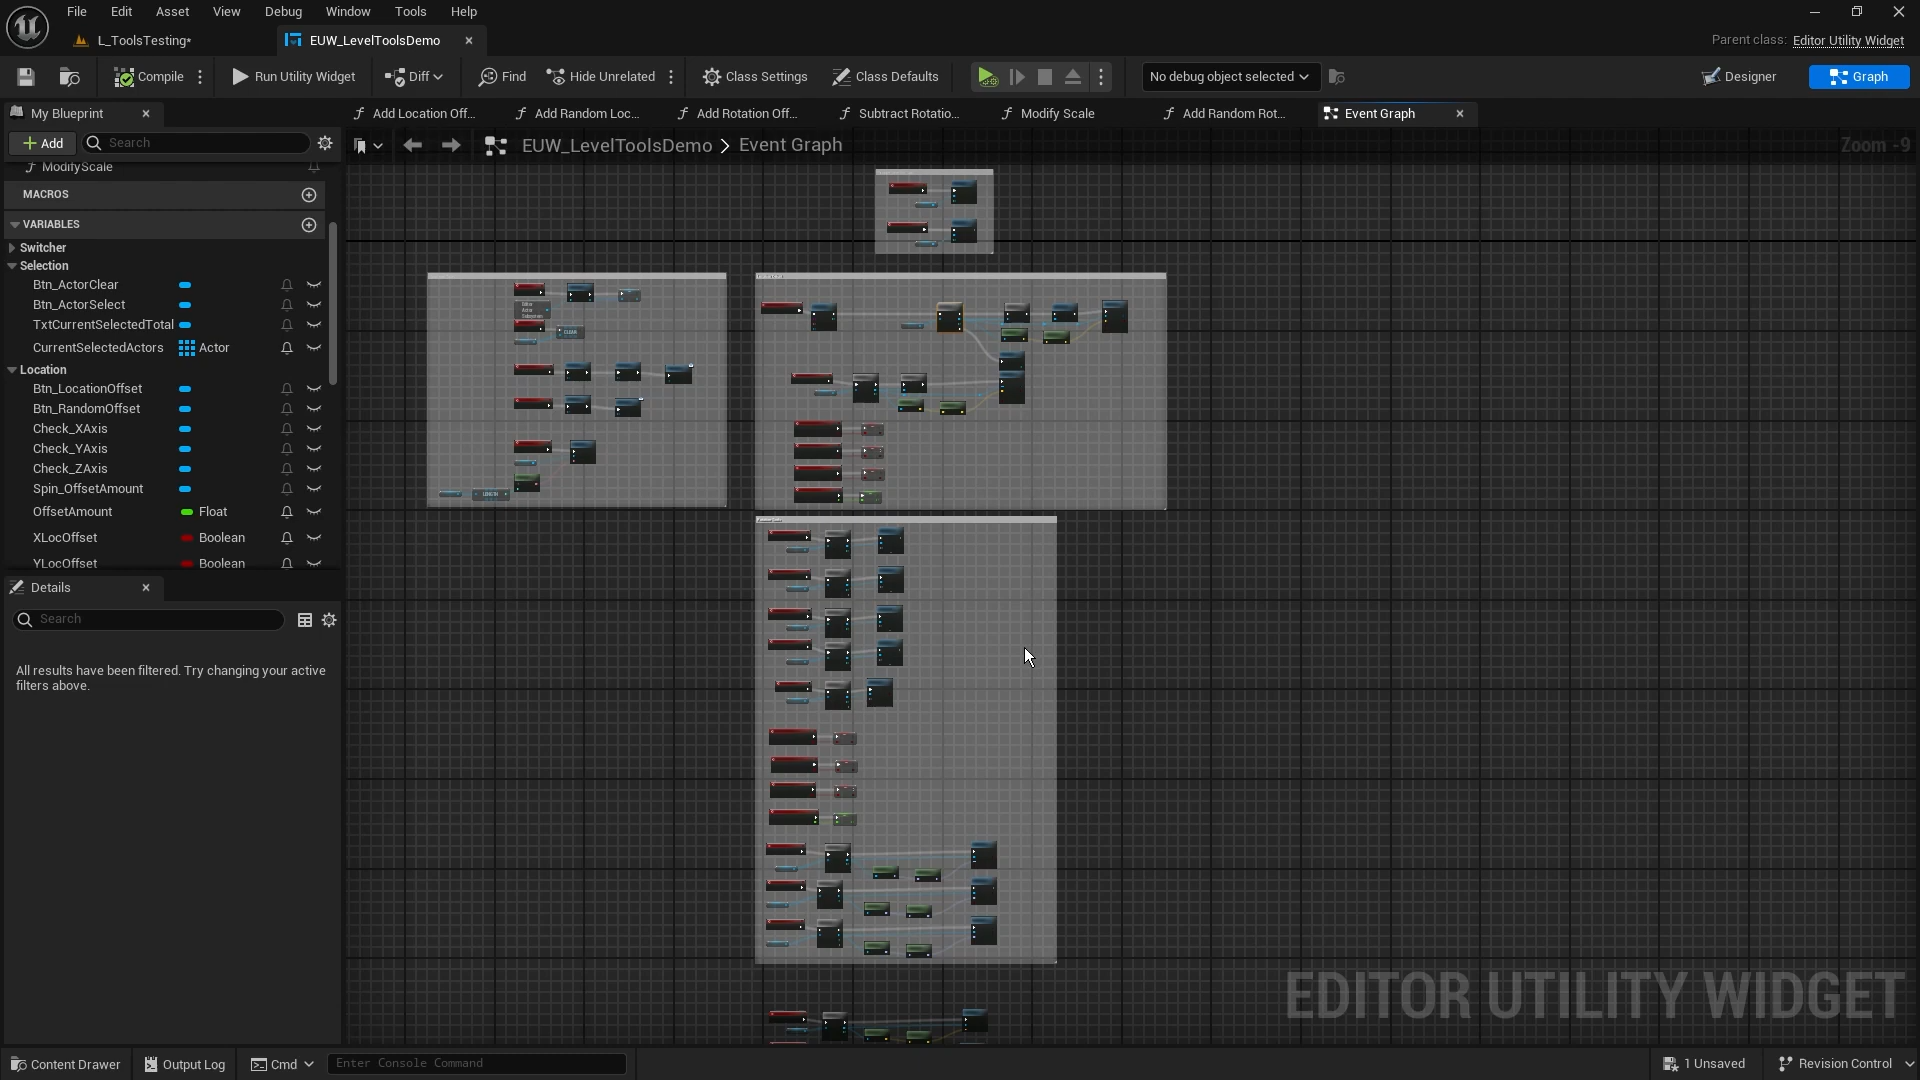 File Edit Asset View Debug Window Tools Help
L_ToolsTesting*
EUW_LevelToolsDemo
Parent class: Editor Utility Widget
Compile
Run Utility Widget
Diff
Find
Hide Unrelated
Class Settings
Class Defaults
No debug object selected
Designer
Graph
My Blueprint
Add Location Off...
Add Random Loc...
Add Rotation Off...
Subtract Rotatio...
Modify Scale
Add Random Rot...
Event Graph
Add
Search
EUW_LevelToolsDemo > Event Graph
Zoom -9
ModifyScale
MACROS
VARIABLES
Switcher
Selection
Btn_ActorClear
Btn_ActorSelect
TxtCurrentSelectedTotal
CurrentSelectedActors Actor
Location
Btn_LocationOffset
Btn_RandomOffset
Check_XAxis
Check_YAxis
Check_ZAxis
Spin_OffsetAmount
OffsetAmount Float
XLocOffset Boolean
YLocOffset Boolean
Editor
Actor
Subsystem
CLEAR
LENGTH
Details
Search
All results have been filtered. Try changing your active
filters above.
EDITOR UTILITY WIDGET
Content Drawer
Output Log
Cmd
Enter Console Command
1 Unsaved
Revision Control